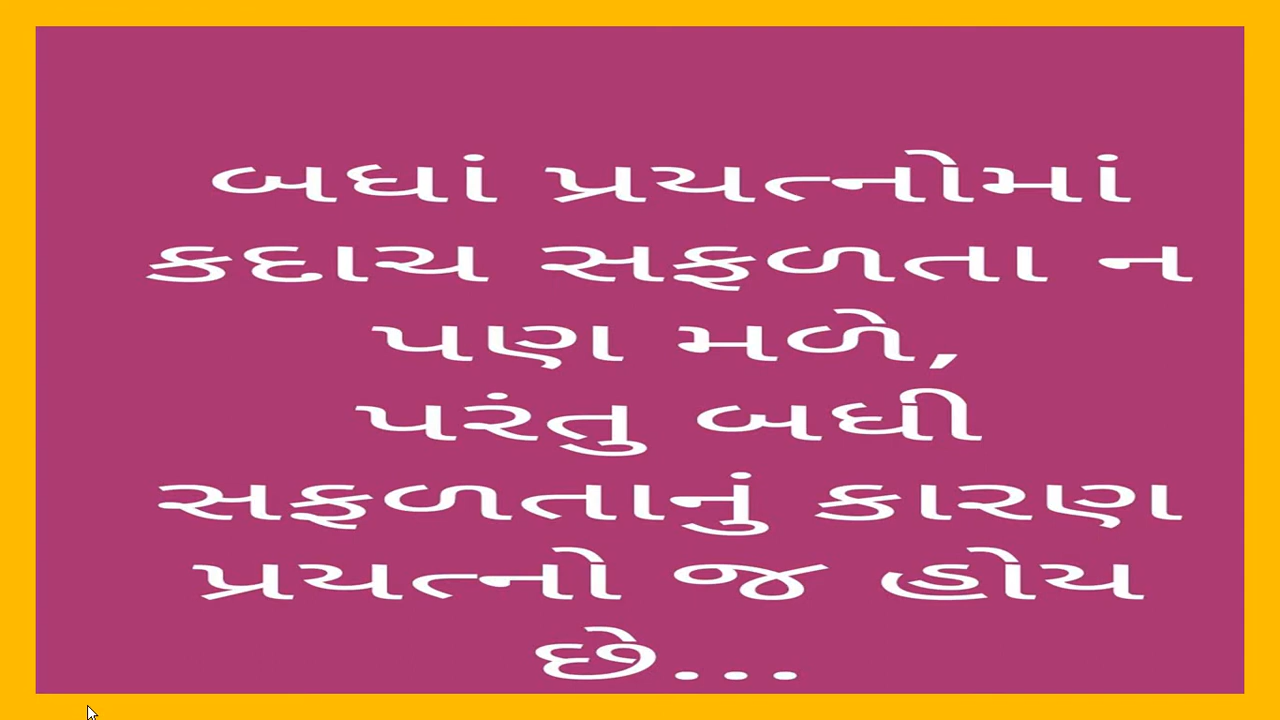 બધાં પ્રયત્નોમાં
કદાચ સફળતા ન
પણ મળે,
પરંતુ બધી
સફળતાનું કારણ
પ્રયત્નો જ હોય
છે...